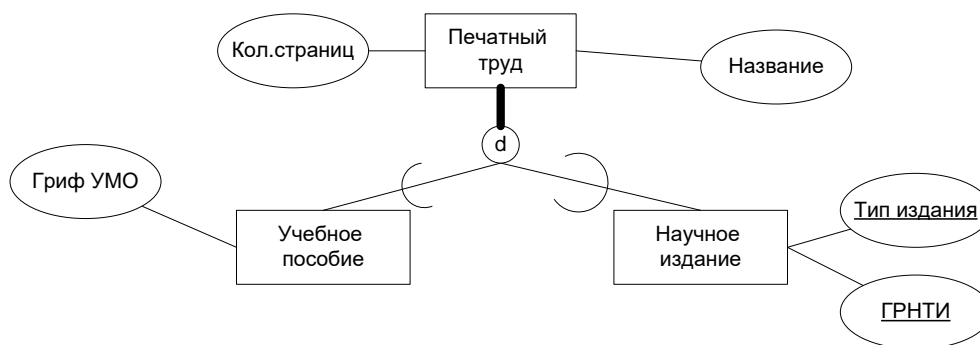 Кол.страниц
Печатный
труд
Название
d
Гриф УМО
Учебное
пособие
Научное
издание
Тип издания
ГРНТИ